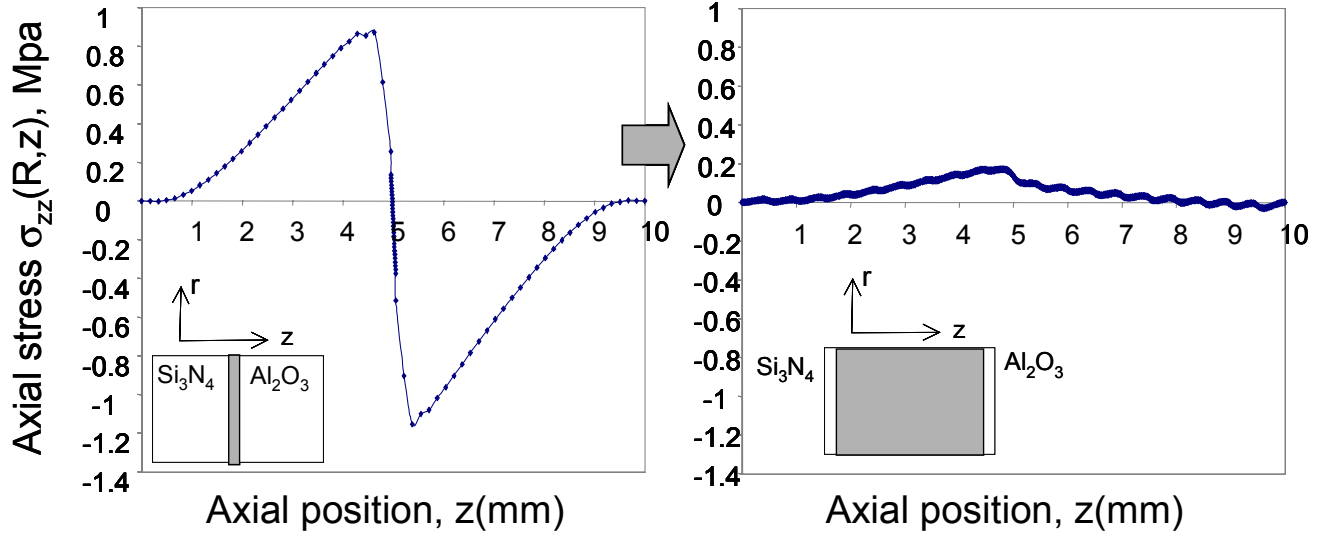 Axial stress σzz(R,z), Mpa
1
0.8
0.6
0.4
0.2
0
-0.2
-0.4
-0.6
-0.8
-1
-1.2
-1.4
1 2 3 4 5 6 7 8 9 10
r
z
Si3N4 Al2O3
Axial position, z(mm)
1
0.8
0.6
0.4
0.2
0
-0.2
-0.4
-0.6
-0.8
-1
-1.2
-1.4
1 2 3 4 5 6 7 8 9 10
r
z
Si3N4 Al2O3
Axial position, z(mm)